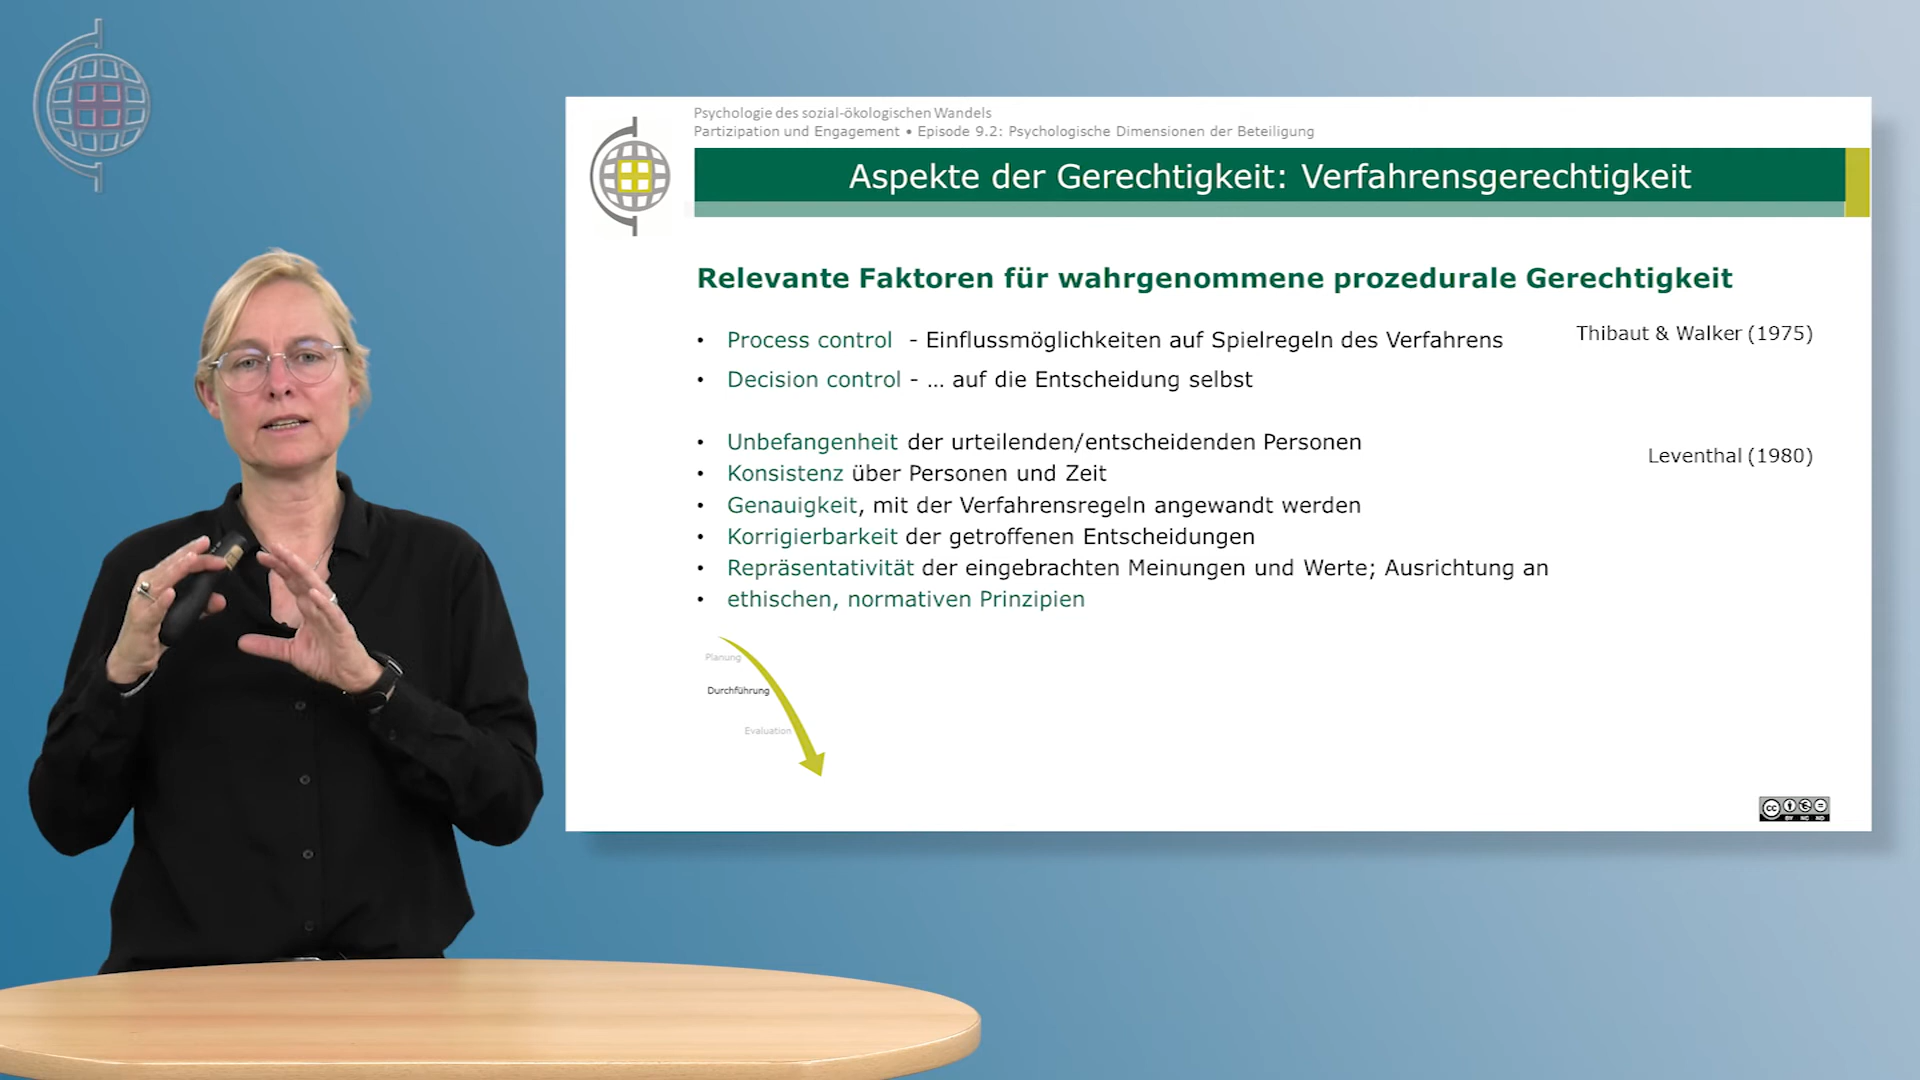 Psychologie des sozial-ökologischen Wandels
Partizipation und Engagement • Episode 9.2: Psychologische Dimensionen der Beteiligung
Aspekte der Gerechtigkeit: Verfahrensgerechtigkeit
Relevante Faktoren für wahrgenommene prozedurale Gerechtigkeit
• Process control - Einflussmöglichkeiten auf Spielregeln des Verfahrens
Thibaut & Walker (1975)
• Decision control - ... auf die Entscheidung selbst
• Unbefangenheit der urteilenden/entscheidenden Personen
Leventhal (1980)
• Konsistenz über Personen und Zeit
• Genauigkeit, mit der Verfahrensregeln angewandt werden
• Korrigierbarkeit der getroffenen Entscheidungen
• Repräsentativität der eingebrachten Meinungen und Werte; Ausrichtung an
• ethischen, normativen Prinzipien
Planung
Durchführung
Evaluation
cc
BY NC ND